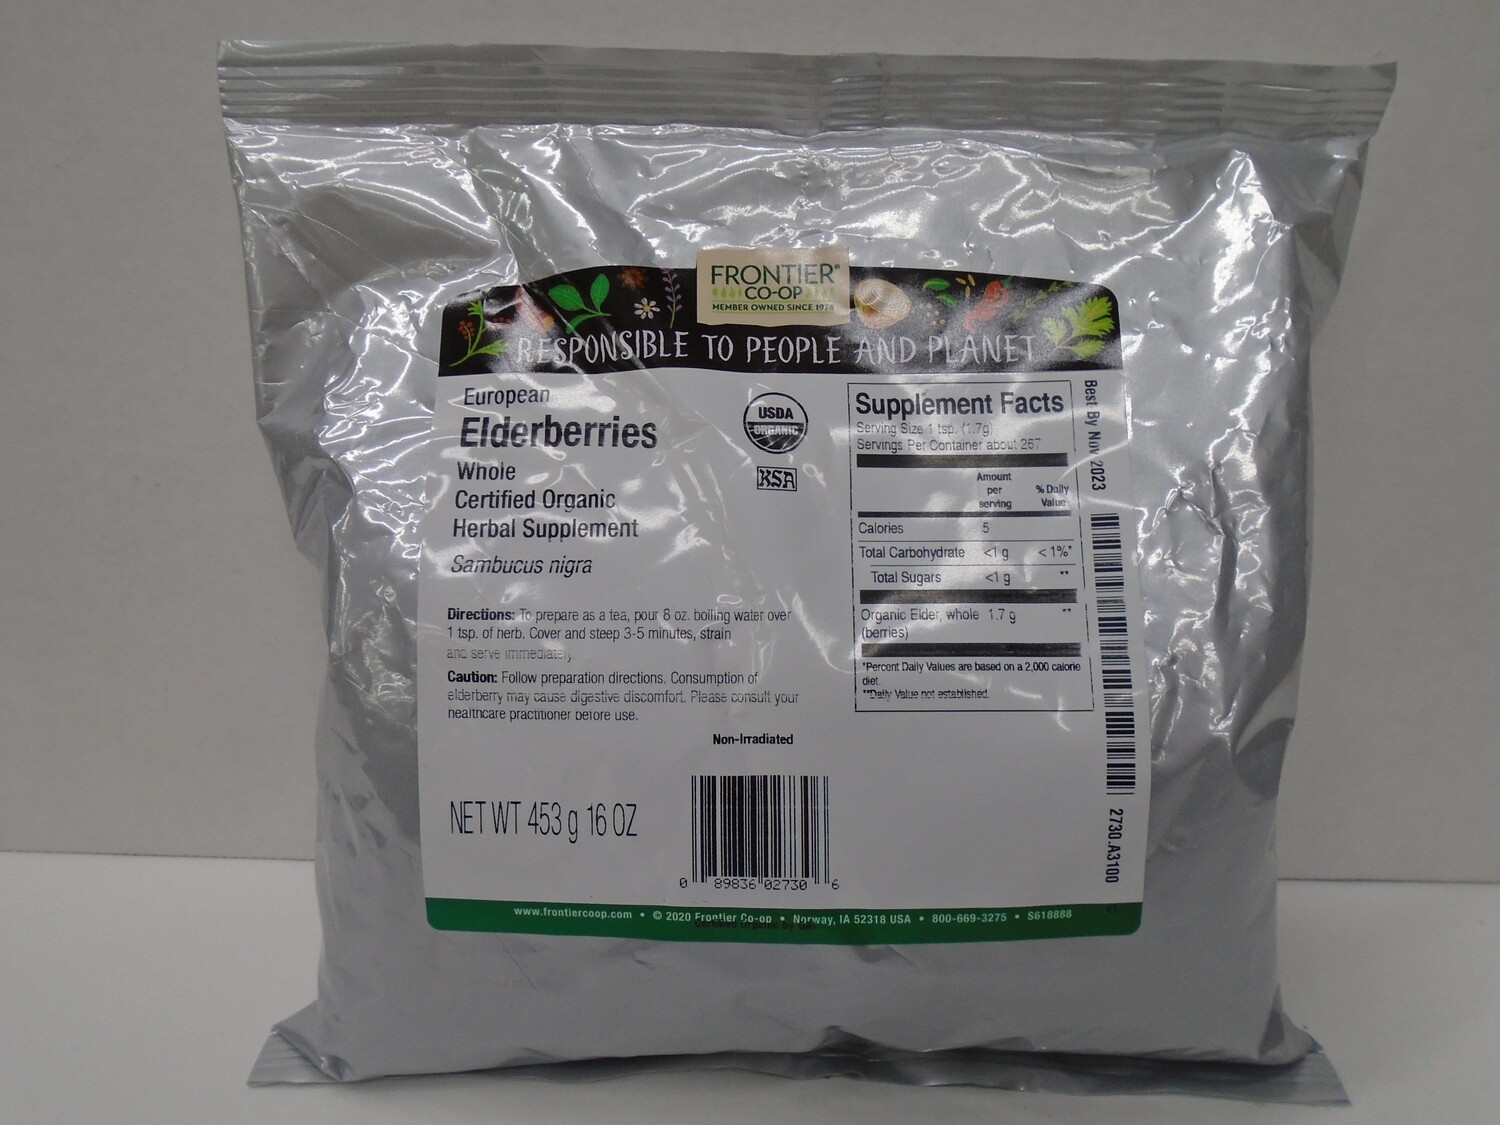 FRONTIER®
CO-OP
MEMBER OWNED SINCE 1976
RESPONSIBLE TO PEOPLE AND PLANET
European
Elderberries
Whole
Certified Organic
Herbal Supplement
Sambucus nigra
USDA
ORGANIC
KSA
Directions: To prepare as a tea, pour 8 oz. boiling water over
1 tsp. of herb. Cover and steep 3-5 minutes, strain
and serve immediately.
Caution: Follow preparation directions. Consumption of
elderberry may cause digestive discomfort. Please consult your
healthcare practitioner before use.
Non-Irradiated
NET WT 453 g 16 OZ
0 89836 02730 6
Supplement Facts
Serving Size 1 tsp. (1.7g)
Servings Per Container about 267
Amount
per
serving
% Daily
Value
Calories 5
Total Carbohydrate <1 g < 1%*
Total Sugars <1 g **
Organic Elder, whole 1.7 g **
(berries)
*Percent Daily Values are based on a 2,000 calorie
diet.
**Daily Value not established.
Best By Nov 2023
2730.A3100
www.frontiercoop.com • © 2020 Frontier Co-op • Norway, IA 52318 USA • 800-669-3275 • S618888
Certified Organic by